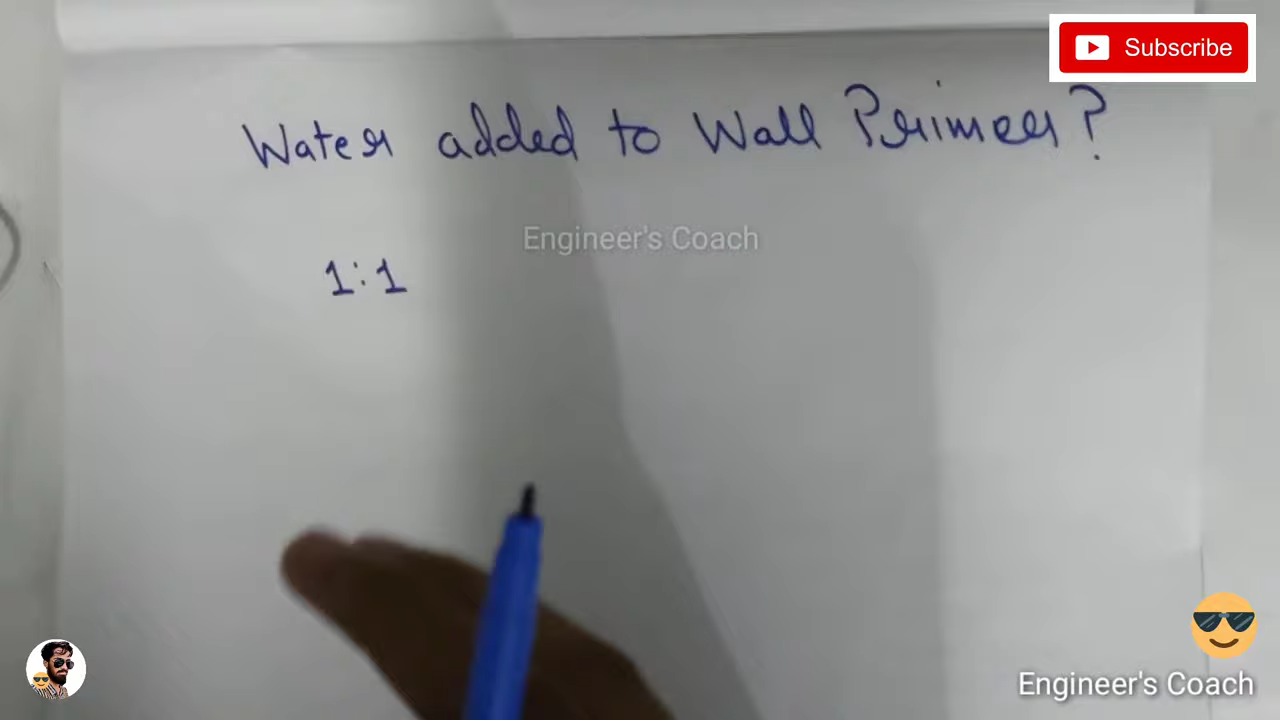 Subscribe
Water added to Wall Primer?
Engineer's Coach
1:1
Engineer's Coach